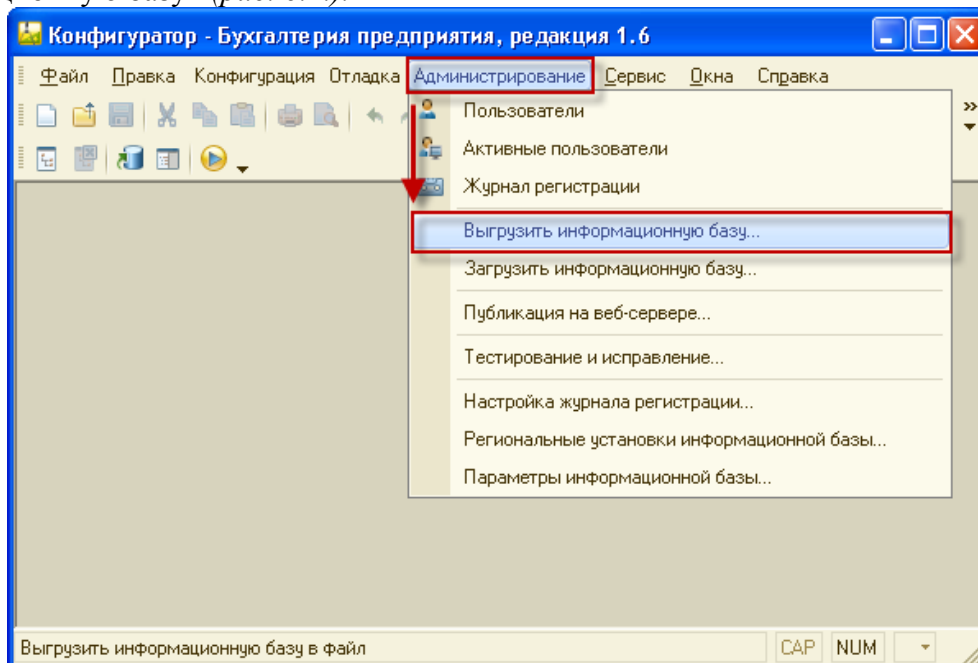 Конфигуратор - Бухгалтерия предприятия, редакция 1.6
Файл Правка Конфигурация Отладка Администрирование Сервис Окна Справка
Пользователи
Активные пользователи
Журнал регистрации
Выгрузить информационную базу...
Загрузить информационную базу...
Публикация на веб-сервере...
Тестирование и исправление...
Настройка журнала регистрации...
Региональные установки информационной базы...
Параметры информационной базы...
Выгрузить информационную базу в файл CAP NUM